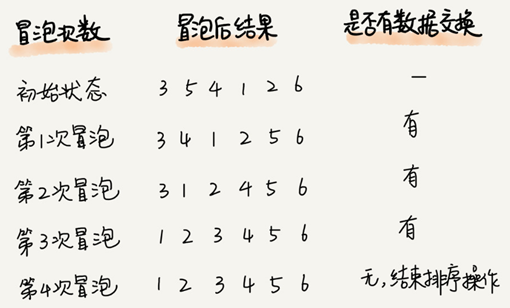 冒泡次数 冒泡后结果 是否有数据交换
初始状态 3 5 4 1 2 6 —
第1次冒泡 3 4 1 2 5 6 有
第2次冒泡 3 1 2 4 5 6 有
第3次冒泡 1 2 3 4 5 6 有
第4次冒泡 1 2 3 4 5 6 无,结束排序操作